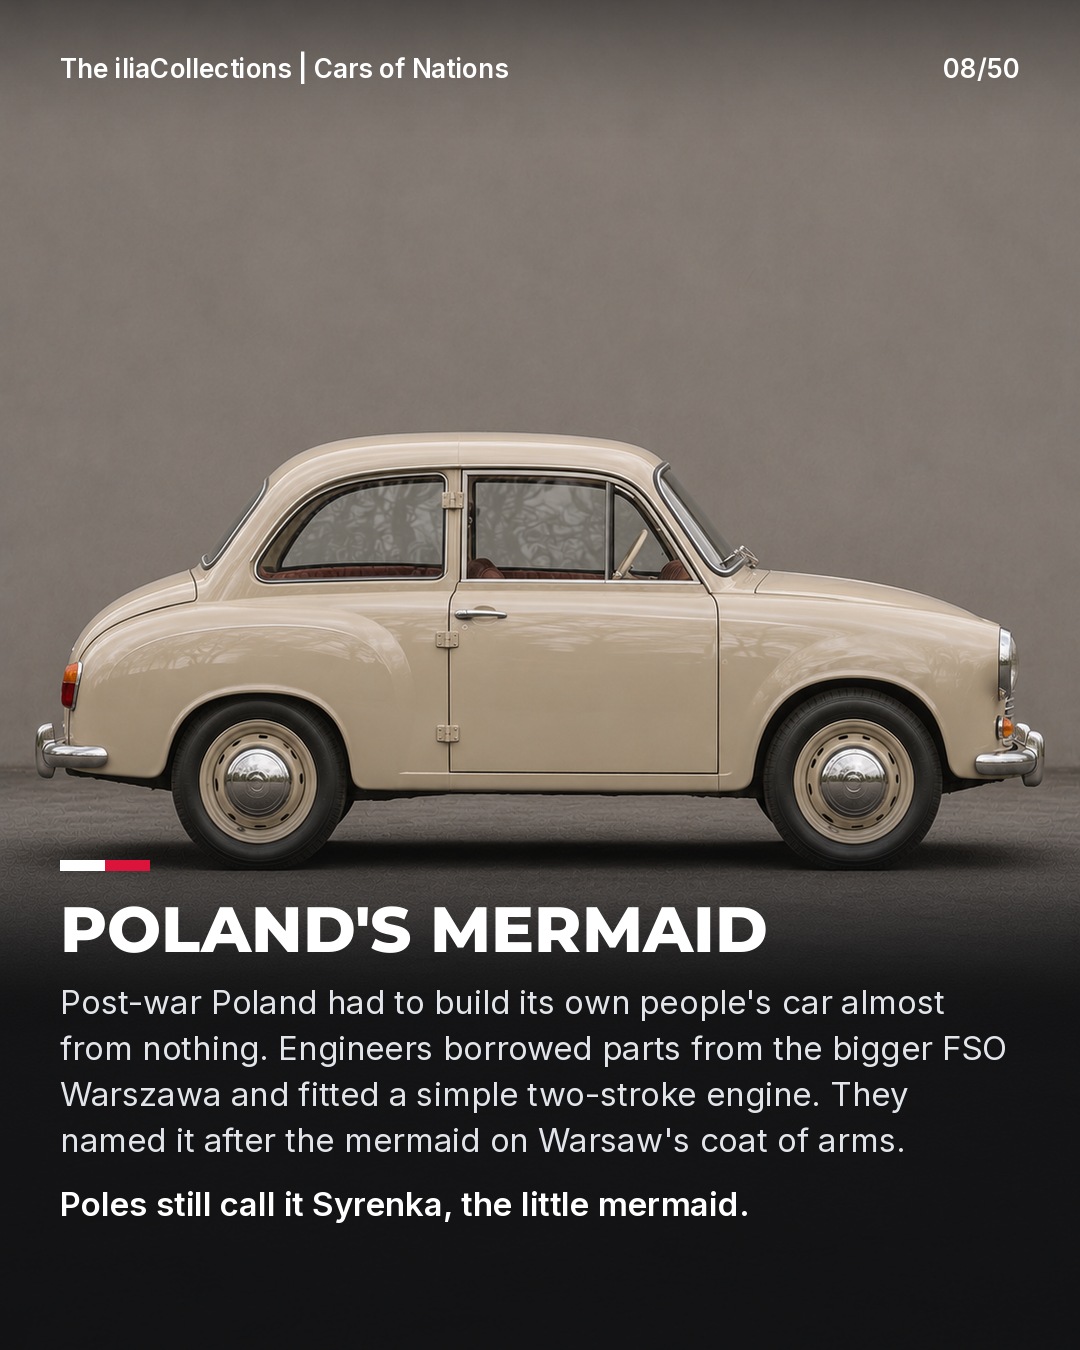 The iliaCollections | Cars of Nations
08/50
POLAND'S MERMAID
Post-war Poland had to build its own people's car almost
from nothing. Engineers borrowed parts from the bigger FSO
Warszawa and fitted a simple two-stroke engine. They
named it after the mermaid on Warsaw's coat of arms.
Poles still call it Syrenka, the little mermaid.